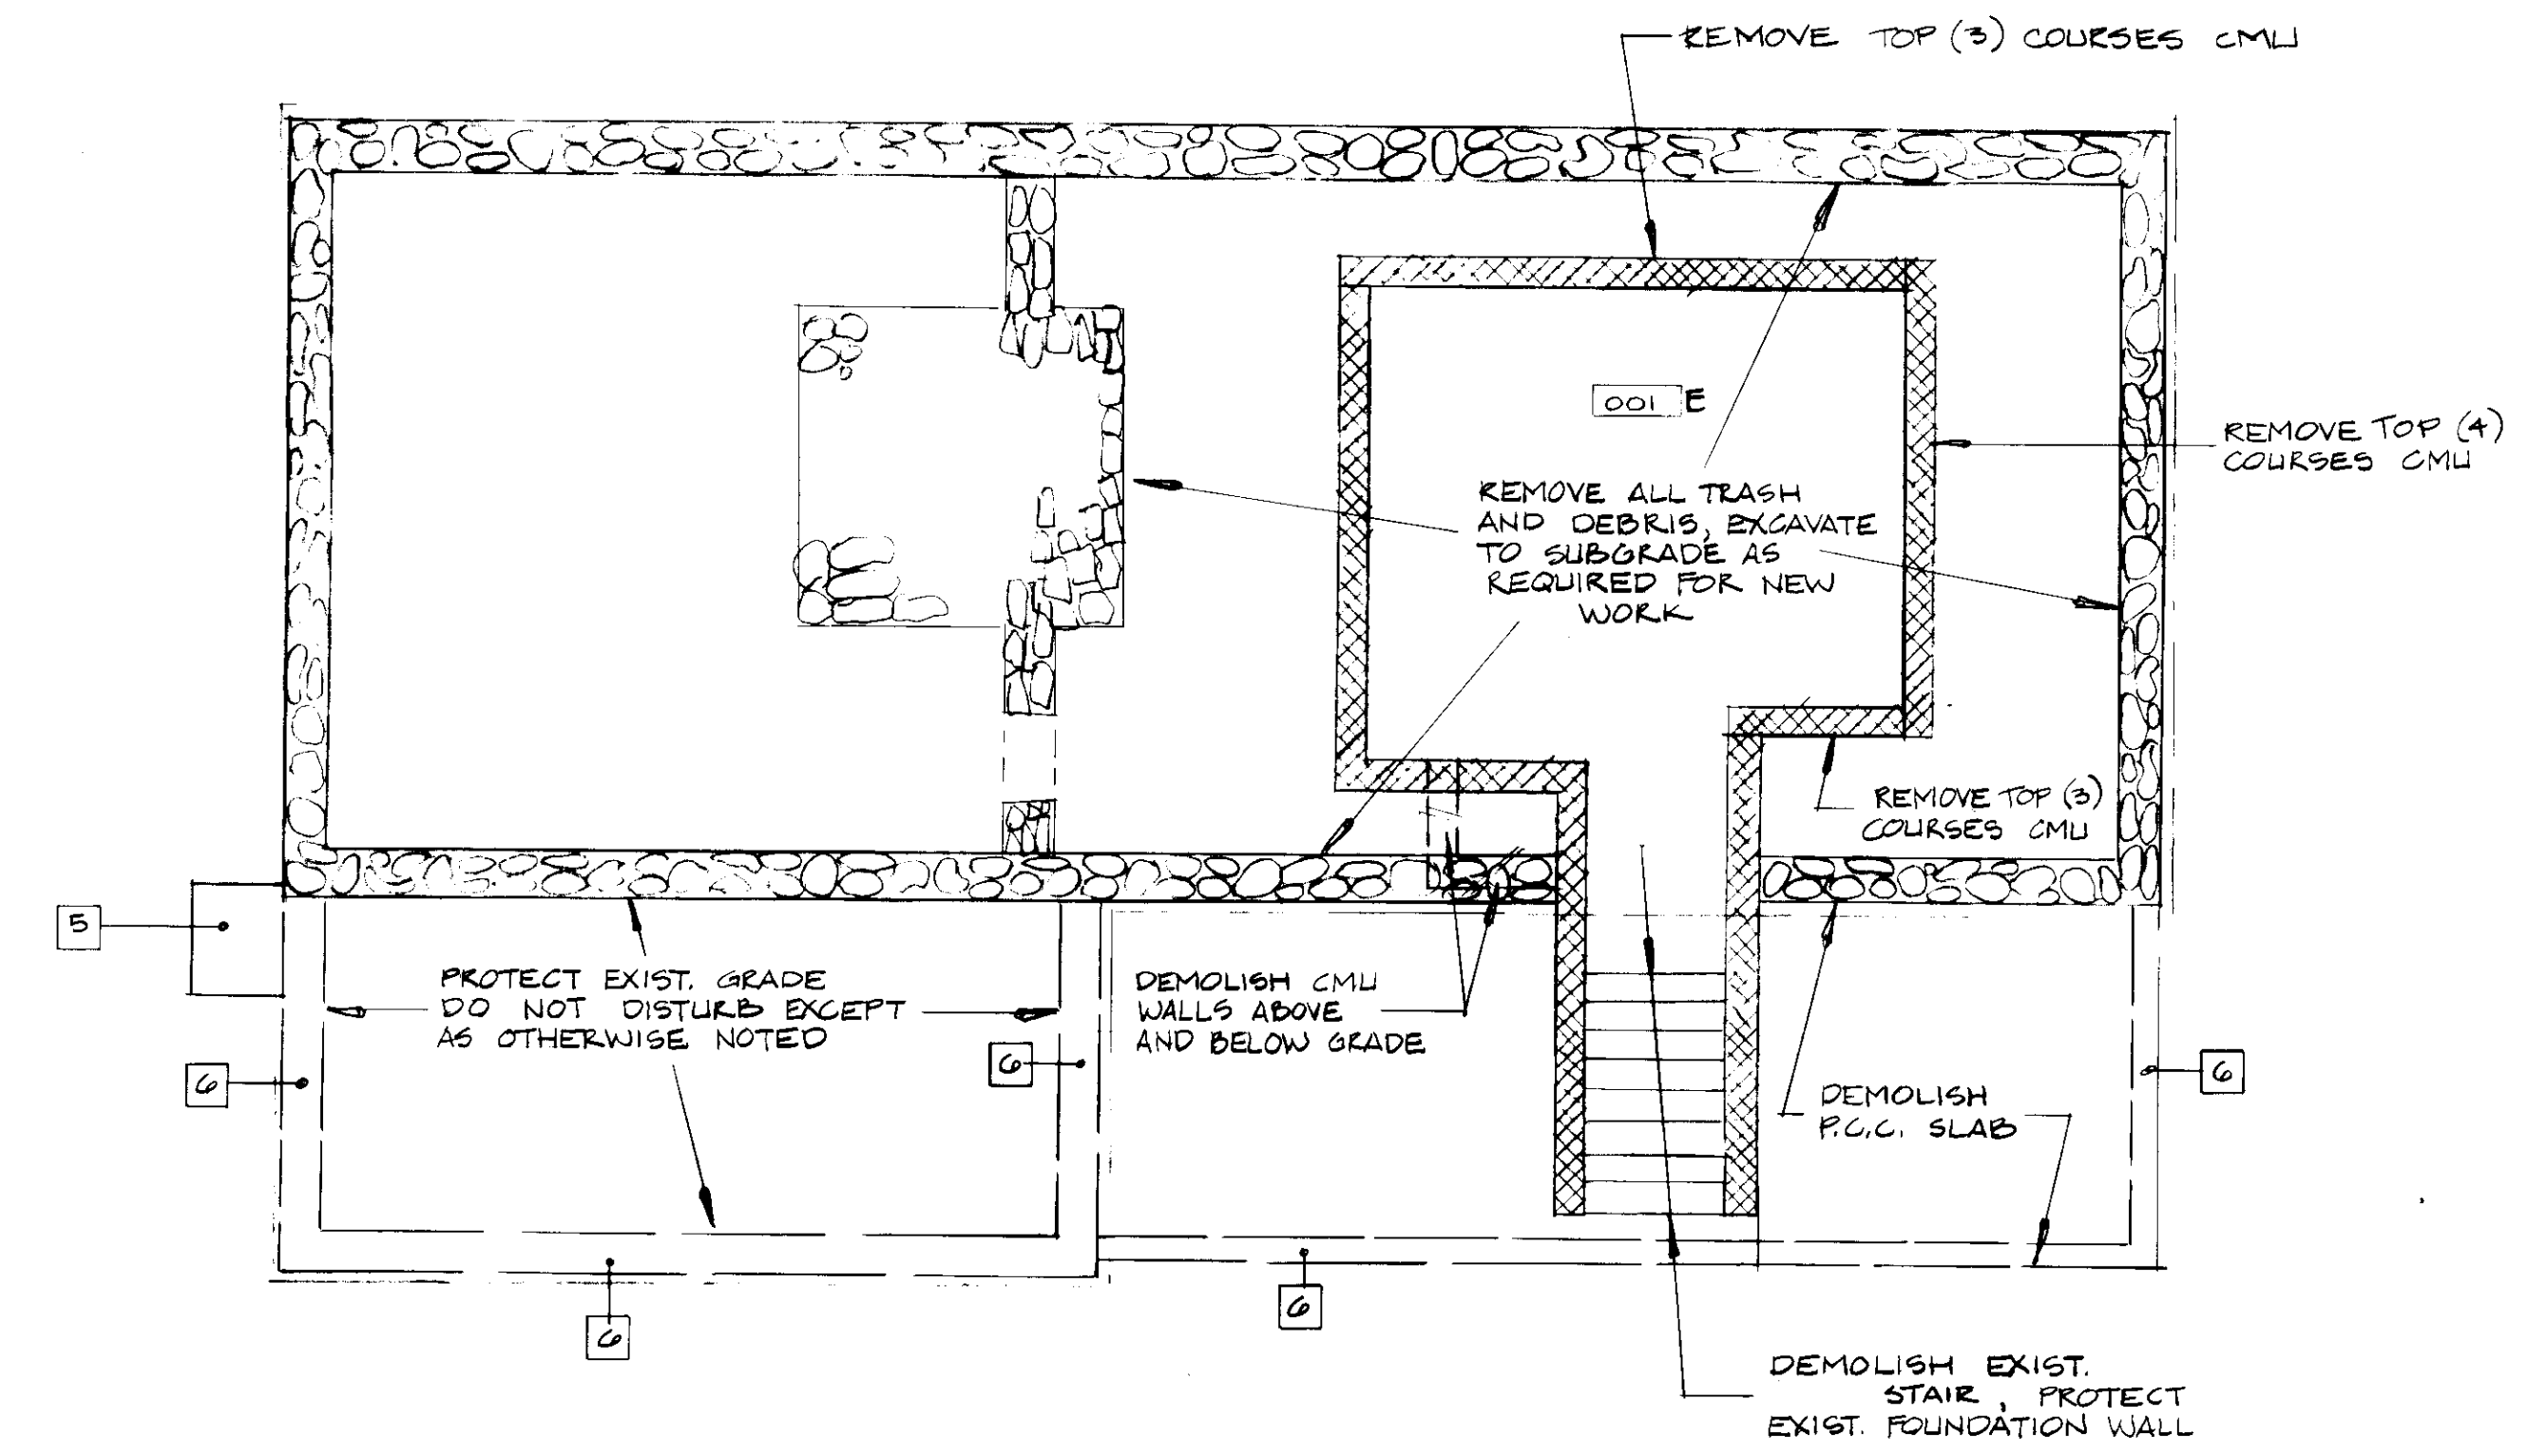 REMOVE TOP (3) COURSES CMU
001 E
REMOVE TOP (4)
COURSES CMU
REMOVE ALL TRASH
AND DEBRIS, EXCAVATE
TO SUBGRADE AS
REQUIRED FOR NEW
WORK
REMOVE TOP (3)
COURSES CMU
5
PROTECT EXIST. GRADE
DO NOT DISTURB EXCEPT
AS OTHERWISE NOTED
DEMOLISH CMU
WALLS ABOVE
AND BELOW GRADE
6
6
6
DEMOLISH
P.C.C. SLAB
6
6
DEMOLISH EXIST.
STAIR, PROTECT
EXIST. FOUNDATION WALL